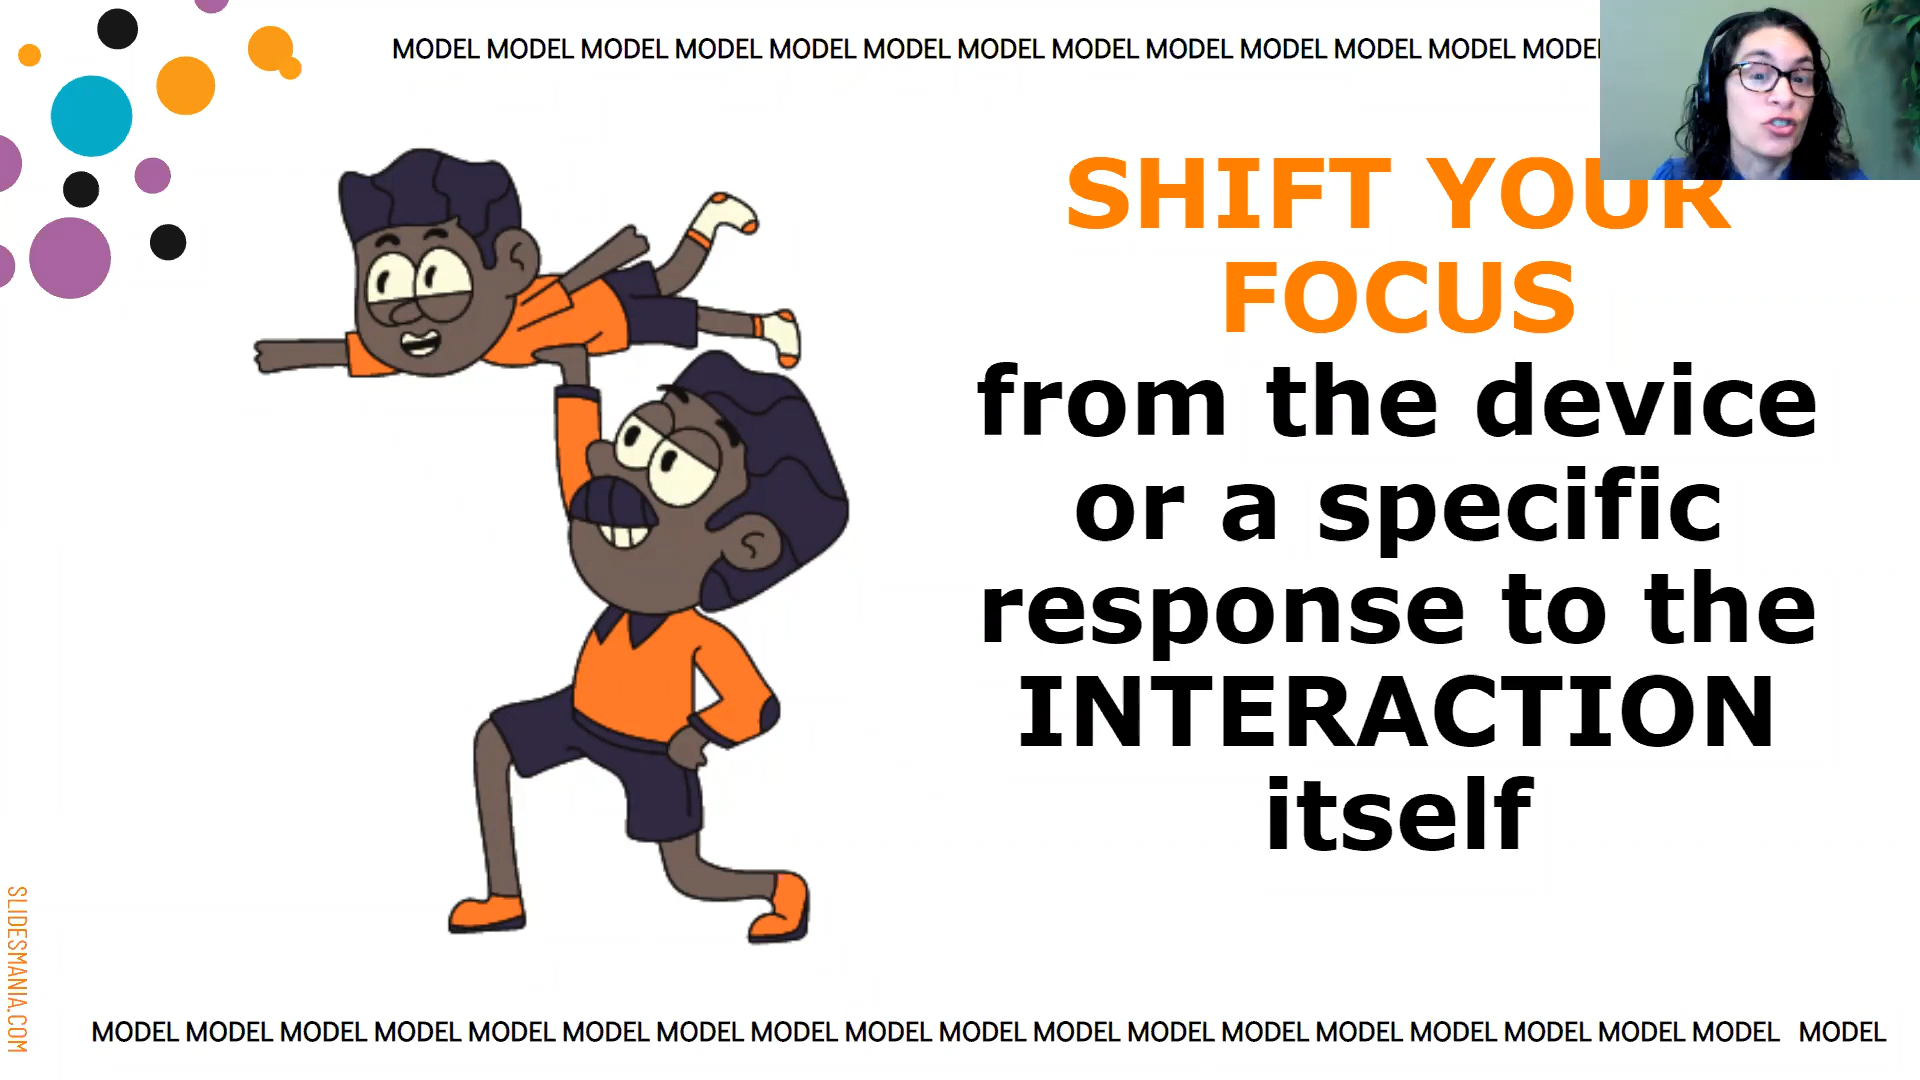 MODEL MODEL MODEL MODEL MODEL MODEL MODEL MODEL MODEL MODEL MODEL MODEL MODEL
SHIFT YOUR
FOCUS
from the device
or a specific
response to the
INTERACTION
itself
SLIDESMANIA.COM
MODEL MODEL MODEL MODEL MODEL MODEL MODEL MODEL MODEL MODEL MODEL MODEL MODEL MODEL MODEL MODEL MODEL MODEL MODEL